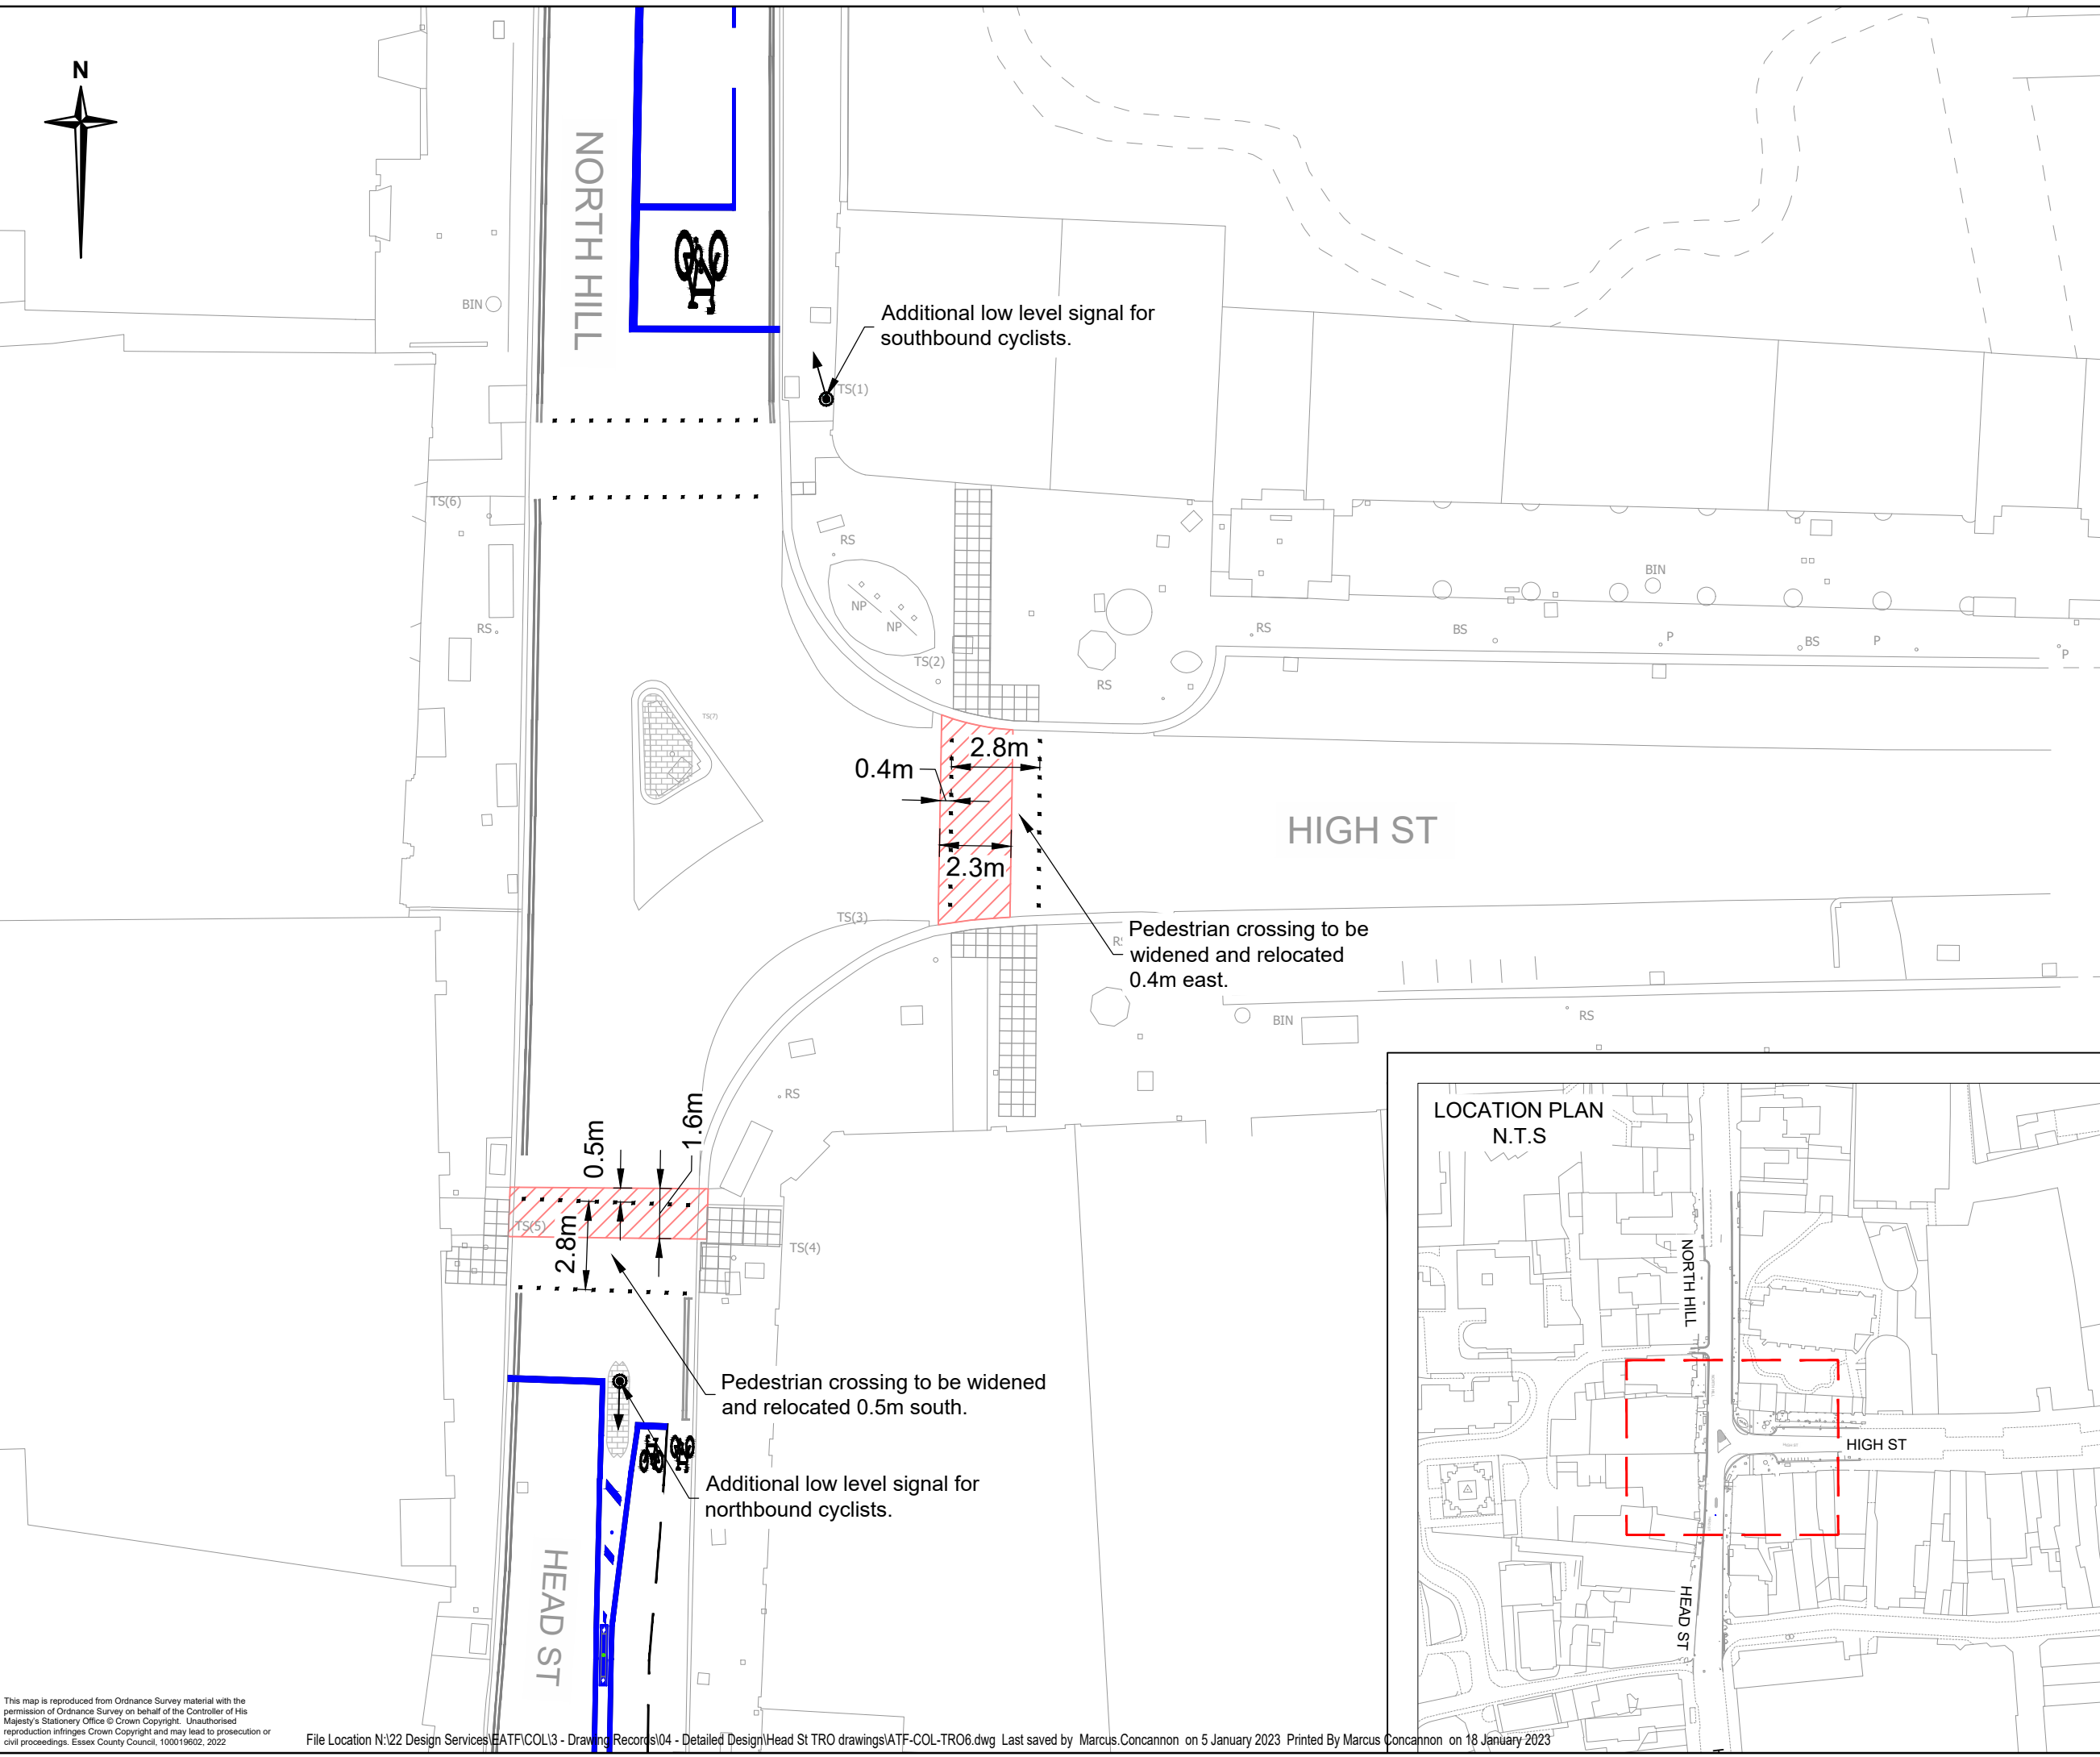 N
NORTH HILL
BIN
Additional low level signal for
southbound cyclists.
TS(1)
TS(6)
RS
NP
NP
RS
TS(2)
RS
RS
BS
BIN
P
BS
P
P
TS(7)
2.8m
0.4m
2.3m
HIGH ST
TS(3)
Pedestrian crossing to be
widened and relocated
0.4m east.
BIN
RS
RS
0.5m
1.6m
TS(5)
2.8m
TS(4)
Pedestrian crossing to be widened
and relocated 0.5m south.
Additional low level signal for
northbound cyclists.
HEAD ST
LOCATION PLAN
N.T.S
NORTH HILL
HIGH ST
HEAD ST
This map is reproduced from Ordnance Survey material with the
permission of Ordnance Survey on behalf of the Controller of His
Majesty's Stationery Office © Crown Copyright. Unauthorised
reproduction infringes Crown Copyright and may lead to prosecution or
civil proceedings. Essex County Council, 100019602, 2022
File Location N:\22 Design Services\EATF\COL\3 - Drawing Records\04 - Detailed Design\Head St TRO drawings\ATF-COL-TRO6.dwg Last saved by Marcus.Concannon on 5 January 2023 Printed By Marcus Concannon on 18 January 2023